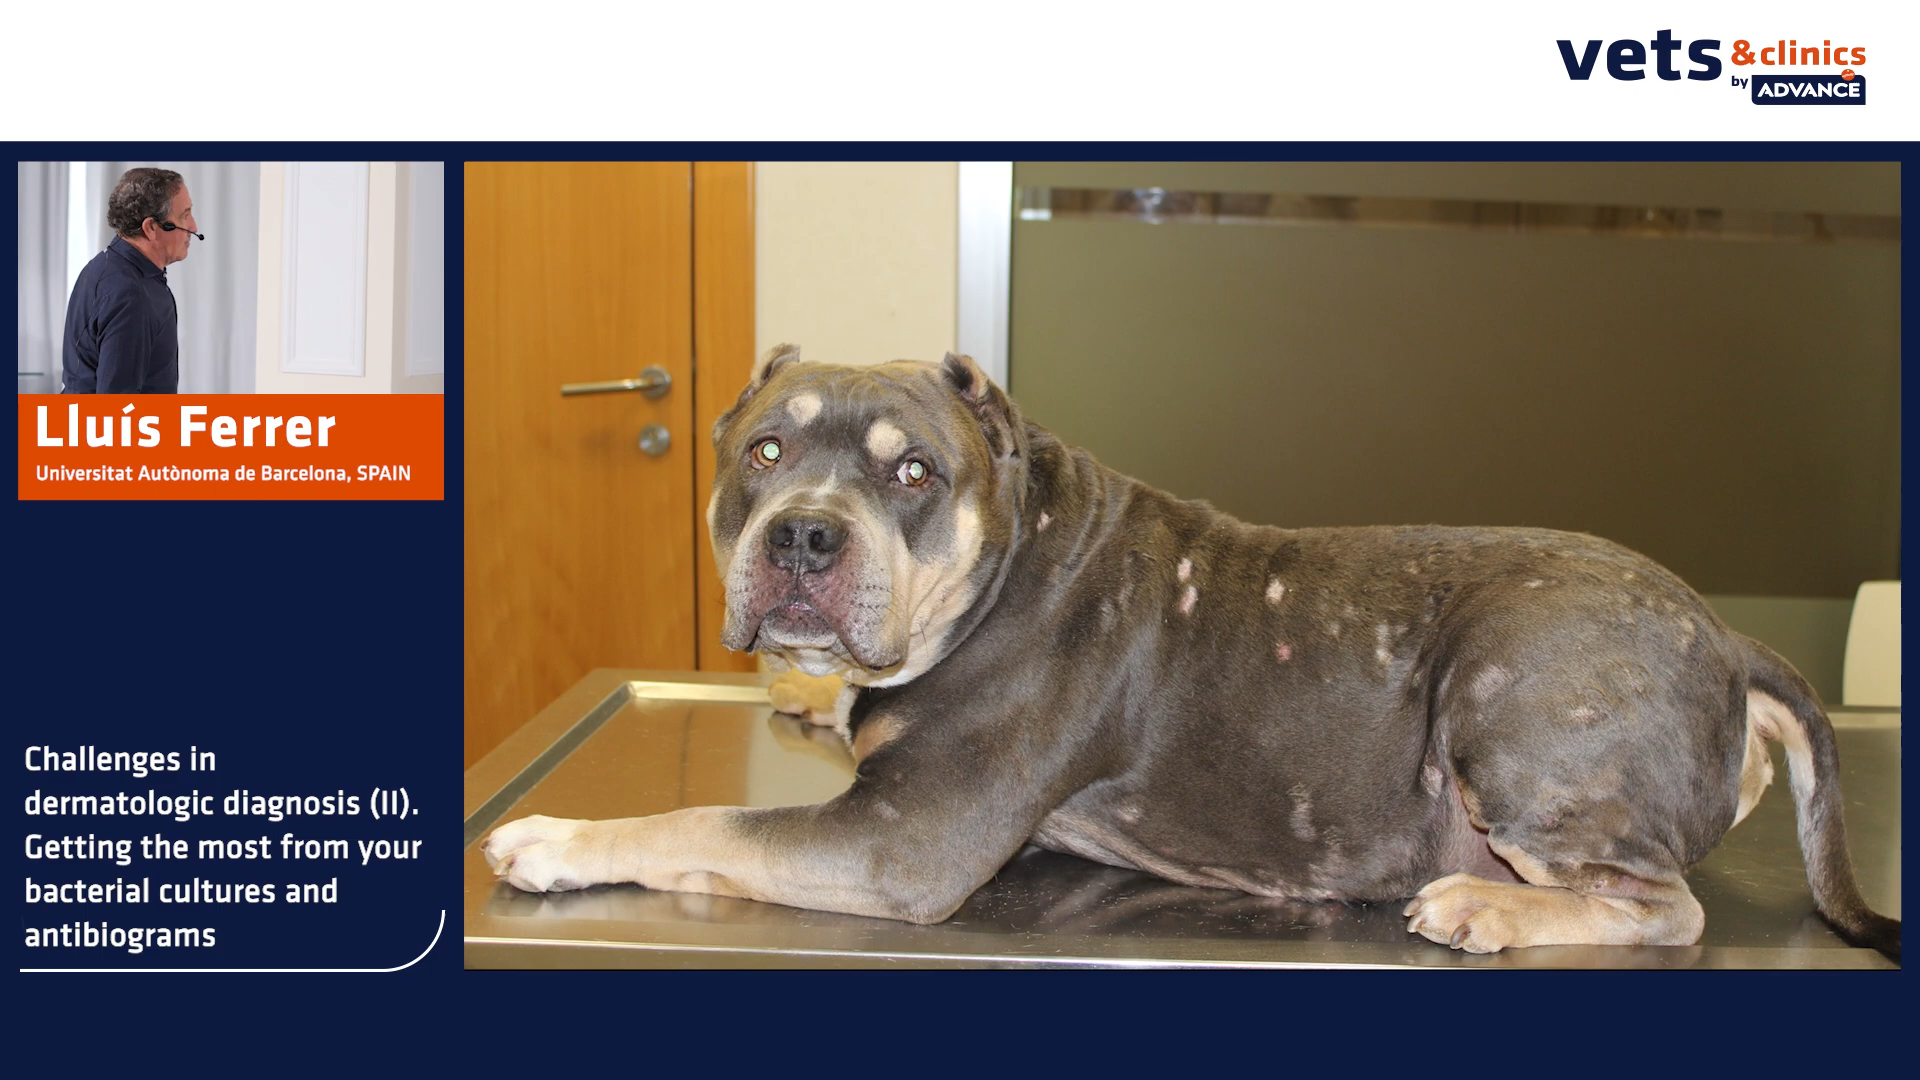 vets & clinics
by ADVANCE
Lluís Ferrer
Universitat Autònoma de Barcelona, SPAIN
Challenges in
dermatologic diagnosis (II).
Getting the most from your
bacterial cultures and
antibiograms